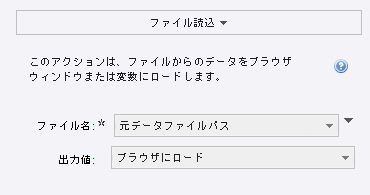 ファイル読込
このアクションは、ファイルからのデータをブラウザ
ウィンドウまたは変数にロードします。
ファイル名:* 元データファイルパス
出力値: ブラウザにロード